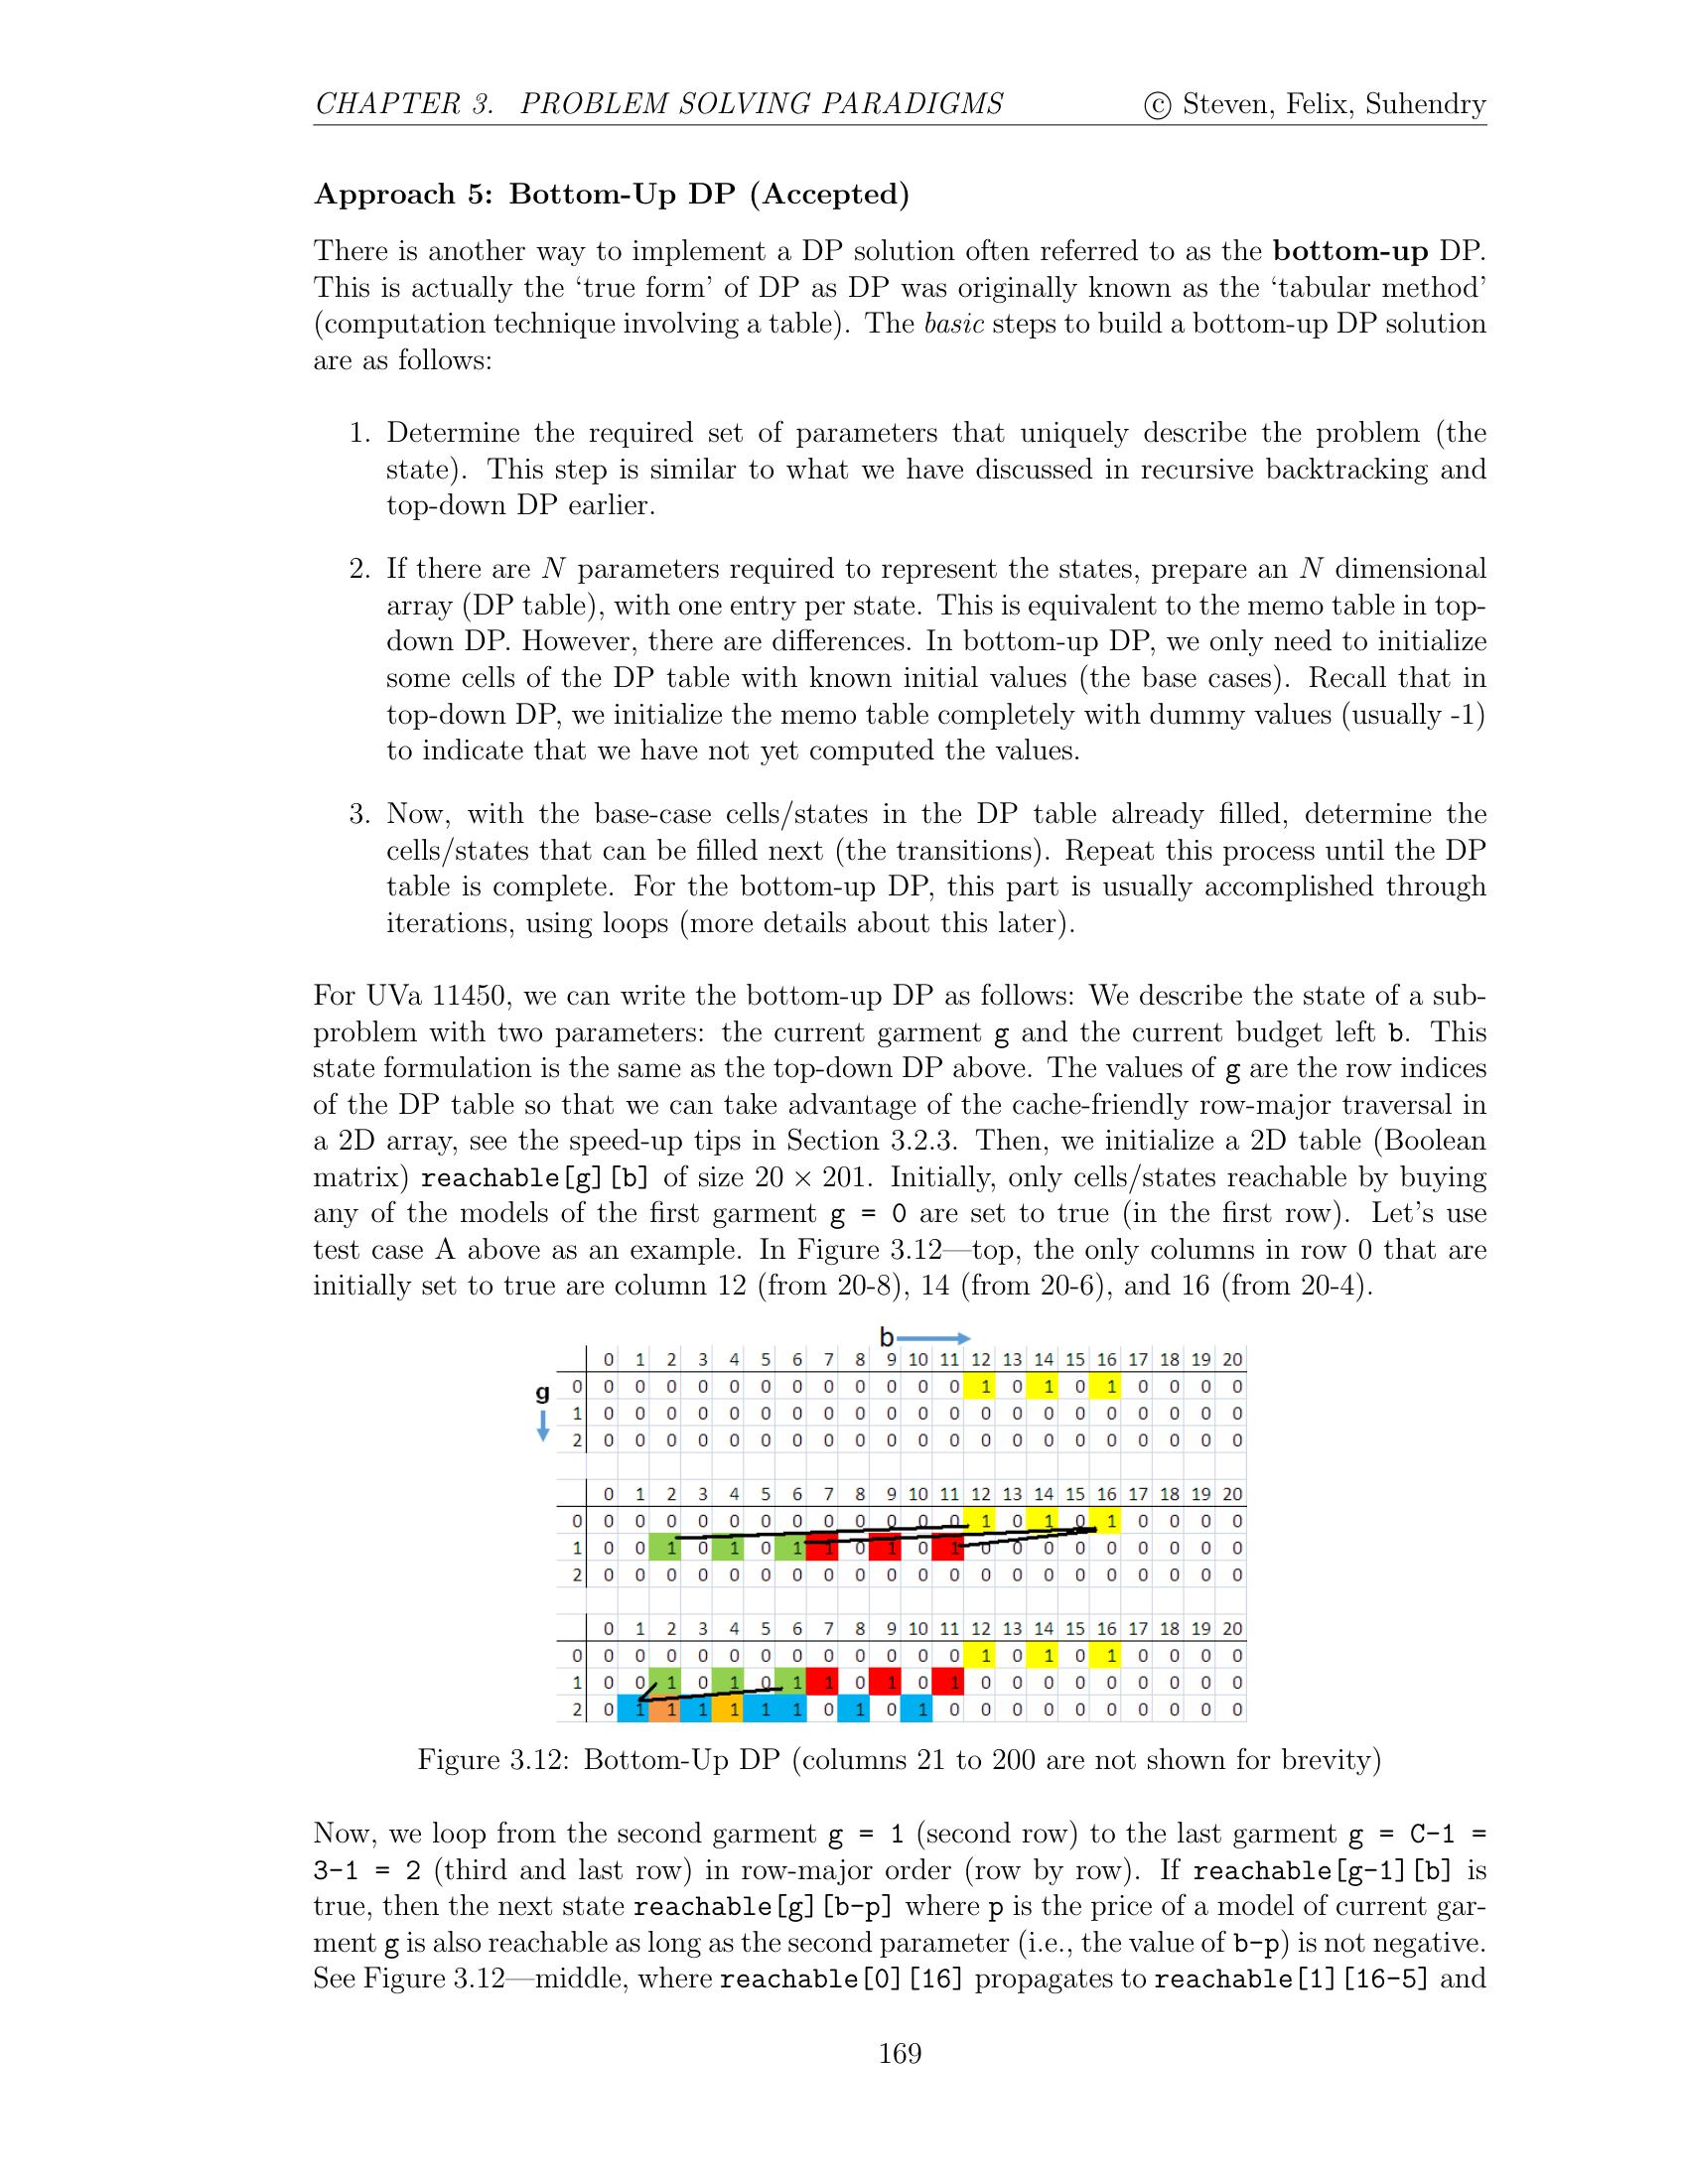 CHAPTER 3. PROBLEM SOLVING PARADIGMS © Steven, Felix, Suhendry
Approach 5: Bottom-Up DP (Accepted)
There is another way to implement a DP solution often referred to as the bottom-up DP.
This is actually the ‘true form’ of DP as DP was originally known as the ‘tabular method’
(computation technique involving a table). The basic steps to build a bottom-up DP solution
are as follows:
1. Determine the required set of parameters that uniquely describe the problem (the
state). This step is similar to what we have discussed in recursive backtracking and
top-down DP earlier.
2. If there are N parameters required to represent the states, prepare an N dimensional
array (DP table), with one entry per state. This is equivalent to the memo table in top-
down DP. However, there are differences. In bottom-up DP, we only need to initialize
some cells of the DP table with known initial values (the base cases). Recall that in
top-down DP, we initialize the memo table completely with dummy values (usually -1)
to indicate that we have not yet computed the values.
3. Now, with the base-case cells/states in the DP table already filled, determine the
cells/states that can be filled next (the transitions). Repeat this process until the DP
table is complete. For the bottom-up DP, this part is usually accomplished through
iterations, using loops (more details about this later).
For UVa 11450, we can write the bottom-up DP as follows: We describe the state of a sub-
problem with two parameters: the current garment g and the current budget left b. This
state formulation is the same as the top-down DP above. The values of g are the row indices
of the DP table so that we can take advantage of the cache-friendly row-major traversal in
a 2D array, see the speed-up tips in Section 3.2.3. Then, we initialize a 2D table (Boolean
matrix) reachable[g][b] of size 20 × 201. Initially, only cells/states reachable by buying
any of the models of the first garment g = 0 are set to true (in the first row). Let’s use
test case A above as an example. In Figure 3.12—top, the only columns in row 0 that are
initially set to true are column 12 (from 20-8), 14 (from 20-6), and 16 (from 20-4).
b
0 1 2 3 4 5 6 7 8 9 10 11 12 13 14 15 16 17 18 19 20
g 0 0 0 0 0 0 0 0 0 0 0 0 0 1 0 1 0 1 0 0 0 0
1 0 0 0 0 0 0 0 0 0 0 0 0 0 0 0 0 0 0 0 0 0
2 0 0 0 0 0 0 0 0 0 0 0 0 0 0 0 0 0 0 0 0 0
0 1 2 3 4 5 6 7 8 9 10 11 12 13 14 15 16 17 18 19 20
0 0 0 0 0 0 0 0 0 0 0 0 0 1 0 1 0 1 0 0 0 0
1 0 0 1 0 1 0 1 1 0 1 0 1 0 0 0 0 0 0 0 0 0
2 0 0 0 0 0 0 0 0 0 0 0 0 0 0 0 0 0 0 0 0 0
0 1 2 3 4 5 6 7 8 9 10 11 12 13 14 15 16 17 18 19 20
0 0 0 0 0 0 0 0 0 0 0 0 0 1 0 1 0 1 0 0 0 0
1 0 0 1 0 1 0 1 1 0 1 0 1 0 0 0 0 0 0 0 0 0
2 0 1 1 1 1 1 1 0 1 0 1 0 0 0 0 0 0 0 0 0 0
Figure 3.12: Bottom-Up DP (columns 21 to 200 are not shown for brevity)
Now, we loop from the second garment g = 1 (second row) to the last garment g = C-1 =
3-1 = 2 (third and last row) in row-major order (row by row). If reachable[g-1][b] is
true, then the next state reachable[g][b-p] where p is the price of a model of current gar-
ment g is also reachable as long as the second parameter (i.e., the value of b-p) is not negative.
See Figure 3.12—middle, where reachable[0][16] propagates to reachable[1][16-5] and
169